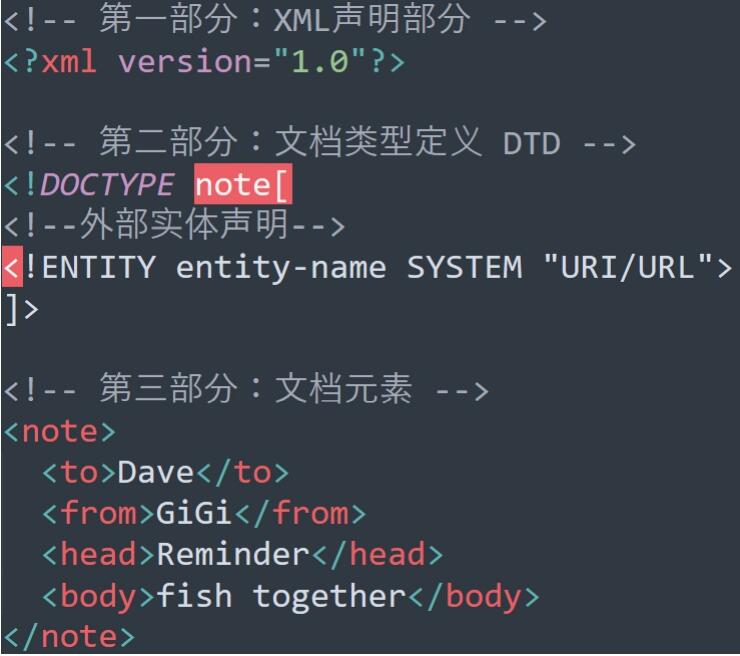 <!-- 第一部分：XML声明部分 -->
<?xml version="1.0"?>
<!-- 第二部分：文档类型定义 DTD -->
<!DOCTYPE note[
<!--外部实体声明-->
<!ENTITY entity-name SYSTEM "URI/URL">
]>
<!-- 第三部分：文档元素 -->
<note>
  <to>Dave</to>
  <from>GiGi</from>
  <head>Reminder</head>
  <body>fish together</body>
</note>